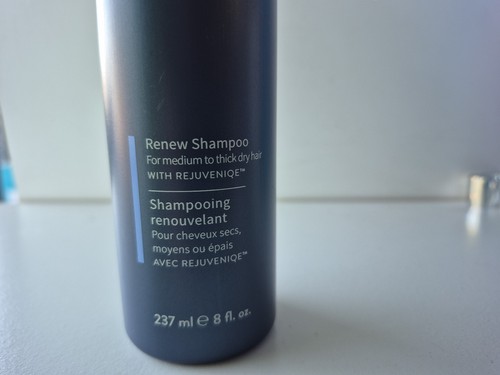 Renew Shampoo
For medium to thick dry hair
WITH REJUVENIQE™
Shampooing
renouvelant
Pour cheveux secs,
moyens ou épais
AVEC REJUVENIQE™
237 ml ℮ 8 fl. oz.